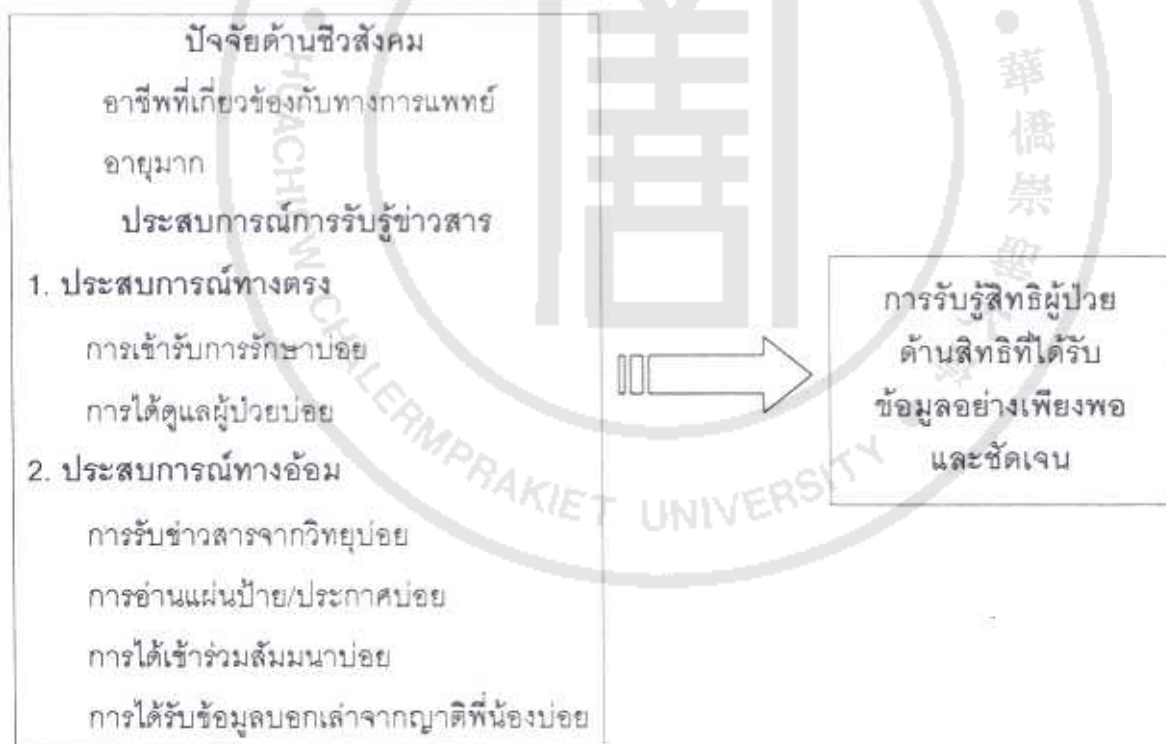 ปัจจัยด้านชีวสังคม
อาชีพที่เกี่ยวข้องกับทางการแพทย์
อายุมาก
ประสบการณ์การรับรู้ข่าวสาร
1. ประสบการณ์ทางตรง
การเข้ารับการรักษาบ่อย
การได้ดูแลผู้ป่วยบ่อย
2. ประสบการณ์ทางอ้อม
การรับข่าวสารจากวิทยุบ่อย
การอ่านแผ่นป้าย/ประกาศบ่อย
การได้เข้าร่วมสัมมนาบ่อย
การได้รับข้อมูลบอกเล่าจากญาติพี่น้องบ่อย
การรับรู้สิทธิผู้ป่วย
ด้านสิทธิที่ได้รับ
ข้อมูลอย่างเพียงพอ
และชัดเจน
HUACHIEW CHALERMPRAKIET UNIVERSITY
華僑崇聖